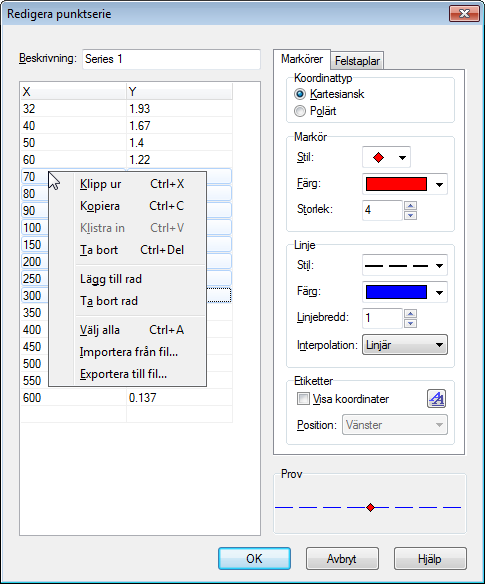 Redigera punktserie
Beskrivning: Series 1
X Y
32 1.93
40 1.67
50 1.4
60 1.22
70
80
90
100
150
200
250
300
350
400
450
500
550
600 0.137
Klipp ur Ctrl+X
Kopiera Ctrl+C
Klistra in Ctrl+V
Ta bort Ctrl+Del
Lägg till rad
Ta bort rad
Välj alla Ctrl+A
Importera från fil...
Exportera till fil...
Markörer Felstaplar
Koordinattyp
Kartesiansk
Polärt
Markör
Stil:
Färg:
Storlek: 4
Linje
Stil:
Färg:
Linjebredd: 1
Interpolation: Linjär
Etiketter
Visa koordinater
Position: Vänster
Prov
OK Avbryt Hjälp